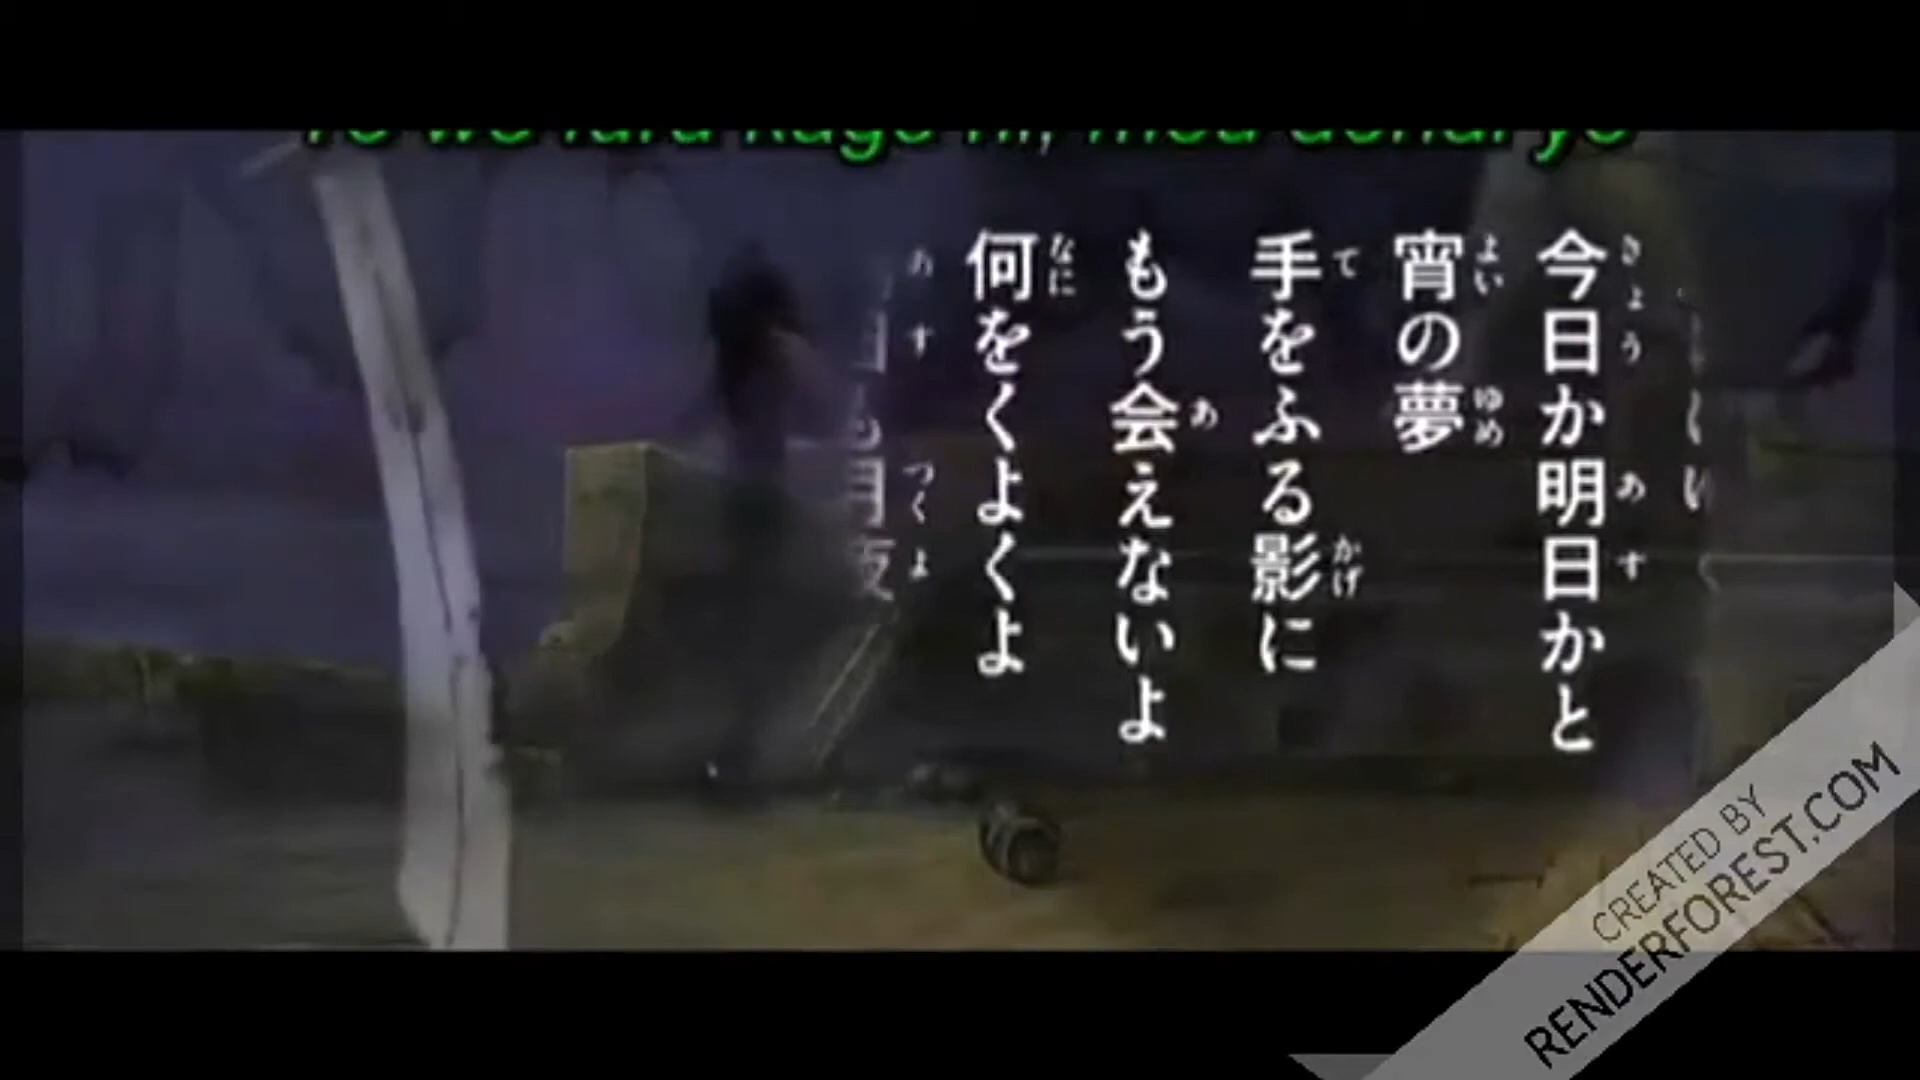 今日か明日かと
宵の夢
手をふる影に
もう会えないよ
何をくよくよ
CREATED BY
RENDERFOREST.COM